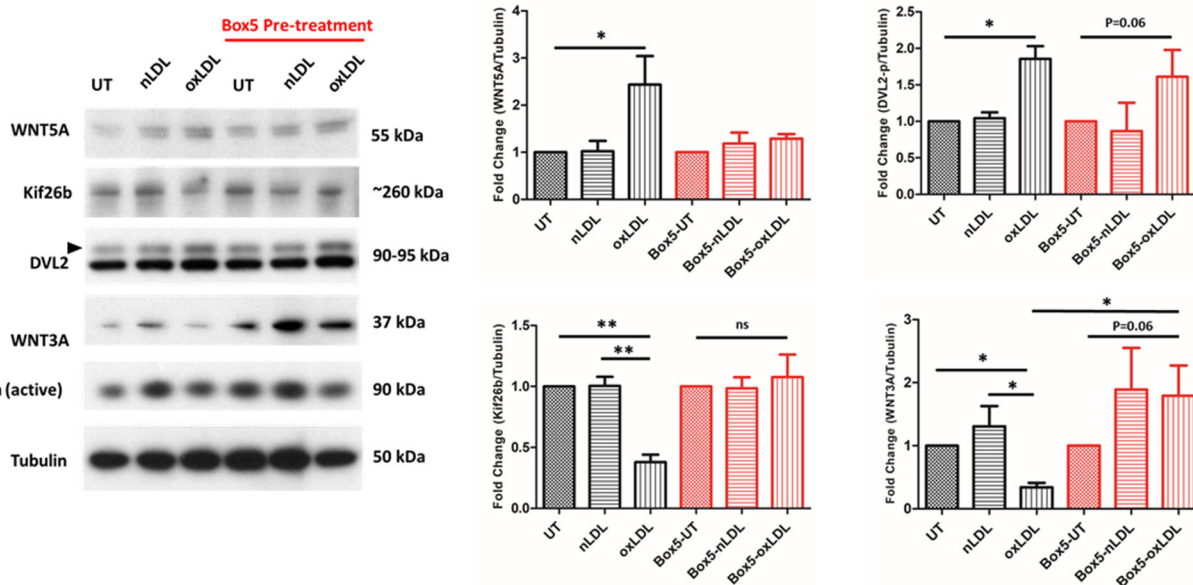 Box5 Pre-treatment
UT nLDL oxLDL UT nLDL oxLDL
WNT5A 55 kDa
Kif26b ~260 kDa
DVL2 90-95 kDa
WNT3A 37 kDa
(active) 90 kDa
Tubulin 50 kDa
Fold Change (WNT5A/Tubulin)
4
3
2
1
0
*
UT nLDL oxLDL Box5-UT Box5-nLDL Box5-oxLDL
Fold Change (DVL2-p/Tubulin)
2.5
2.0
1.5
1.0
0.5
0.0
* P=0.06
UT nLDL oxLDL Box5-UT Box5-nLDL Box5-oxLDL
Fold Change (Kif26b/Tubulin)
1.5
1.0
0.5
0.0
** ns
**
UT nLDL oxLDL Box5-UT Box5-nLDL Box5-oxLDL
Fold Change (WNT3A/Tubulin)
3
2
1
0
*
P=0.06
*
*
UT nLDL oxLDL Box5-UT Box5-nLDL Box5-oxLDL